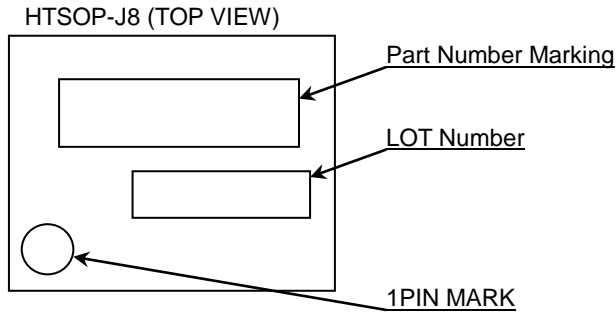 HTSOP-J8 (TOP VIEW)
Part Number Marking
LOT Number
1PIN MARK